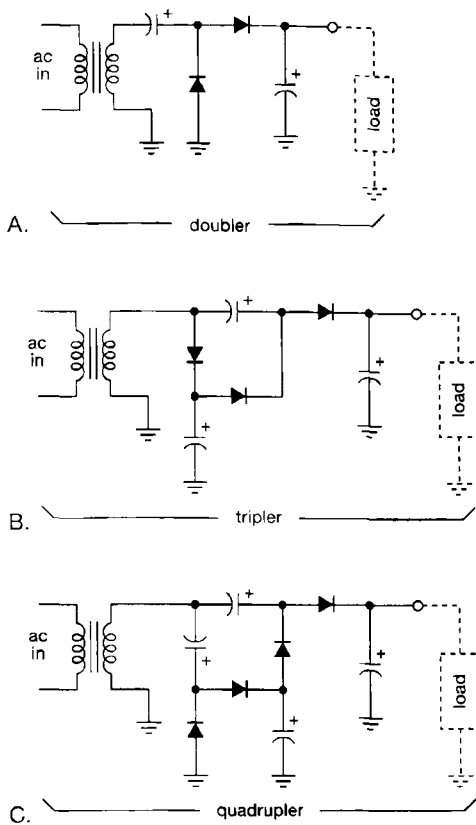 ac
in
+
+
load
A.
doubler
ac
in
+
+
+
load
B.
tripler
ac
in
+
+
+
+
load
C.
quadrupler